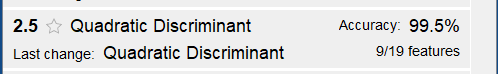 2.5 ☆ Quadratic Discriminant Accuracy: 99.5%
Last change: Quadratic Discriminant 9/19 features